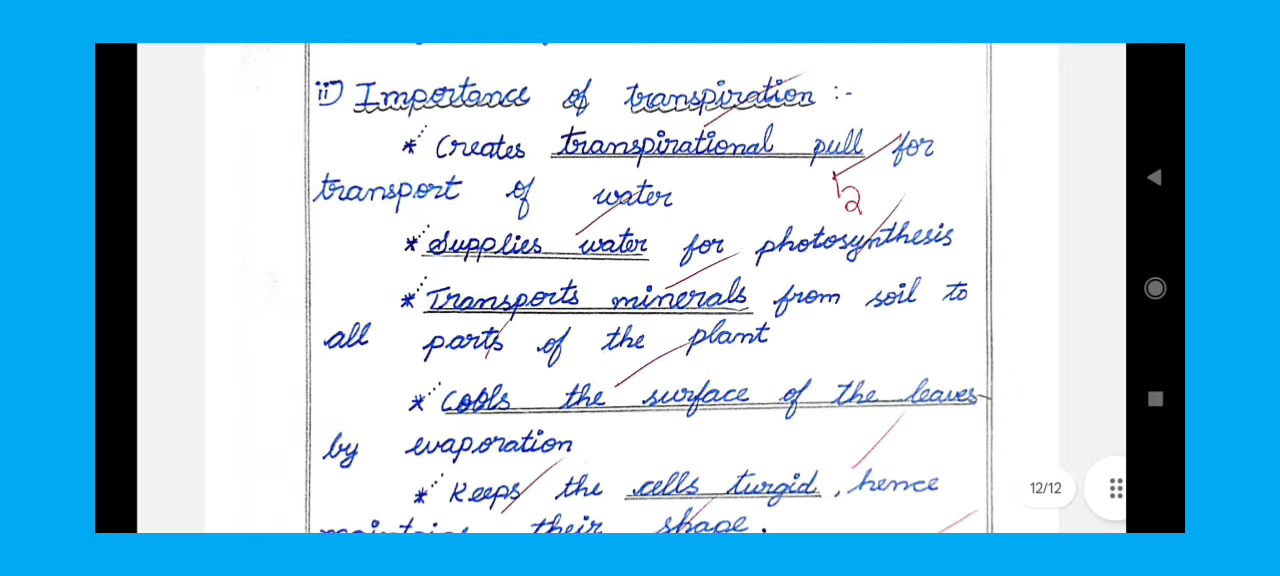 ii) Importance of transpiration :-
* Creates transpirational pull for
transport of water
1/2
* Supplies water for photosynthesis
* Transports minerals from soil to
all parts of the plant
* Cools the surface of the leaves
by evaporation
* Keeps the cells turgid, hence
12/12
their shape.